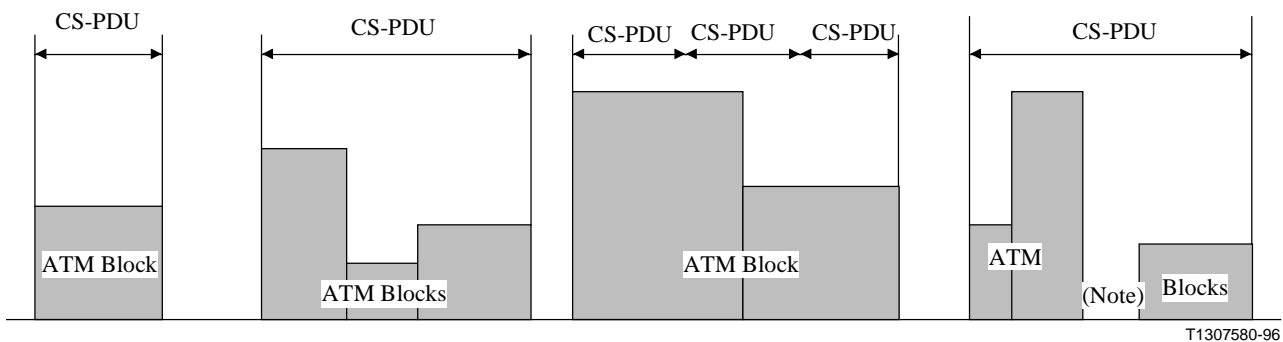 CS-PDU
CS-PDU
CS-PDU
CS-PDU
CS-PDU
CS-PDU
ATM Block
ATM Blocks
ATM Block
ATM
(Note)
Blocks
T1307580-96